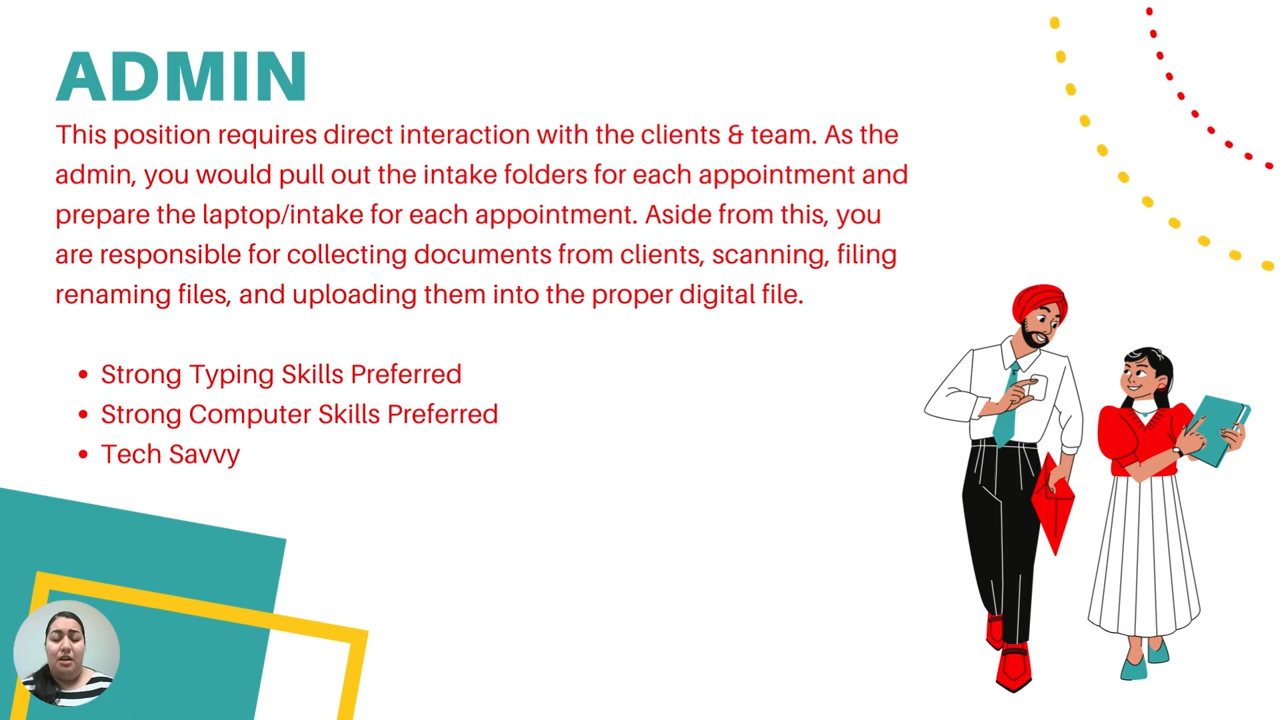 ADMIN
This position requires direct interaction with the clients & team. As the
admin, you would pull out the intake folders for each appointment and
prepare the laptop/intake for each appointment. Aside from this, you
are responsible for collecting documents from clients, scanning, filing
renaming files, and uploading them into the proper digital file.
• Strong Typing Skills Preferred
• Strong Computer Skills Preferred
• Tech Savvy